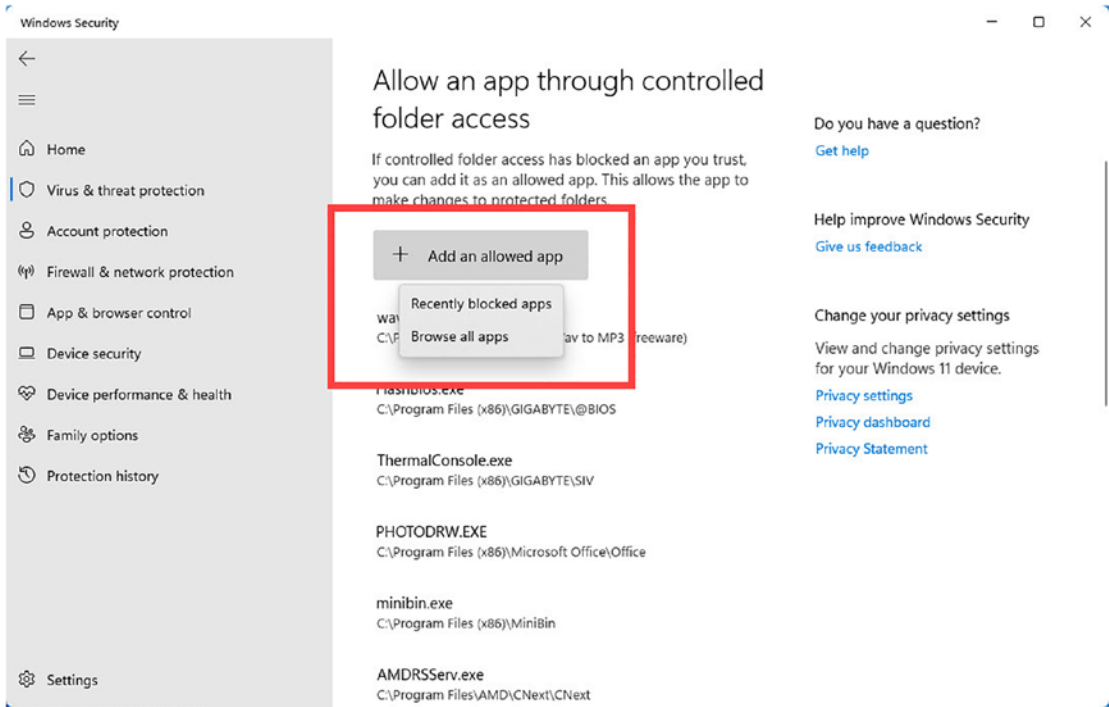 Windows Security
Home
Virus & threat protection
Account protection
Firewall & network protection
App & browser control
Device security
Device performance & health
Family options
Protection history
Settings
Allow an app through controlled
folder access
If controlled folder access has blocked an app you trust,
you can add it as an allowed app. This allows the app to
make changes to protected folders.
+ Add an allowed app
Recently blocked apps
Browse all apps
to MP3
C:\Program Files (x86)\GIGABYTE\@BIOS
ThermalConsole.exe
C:\Program Files (x86)\GIGABYTE\SIV
PHOTODRW.EXE
C:\Program Files (x86)\Microsoft Office\Office
minibin.exe
C:\Program Files (x86)\MiniBin
AMDRSServ.exe
C:\Program Files\AMD\CNext\CNext
Do you have a question?
Get help
Help improve Windows Security
Give us feedback
Change your privacy settings
View and change privacy settings
for your Windows 11 device.
Privacy settings
Privacy dashboard
Privacy Statement